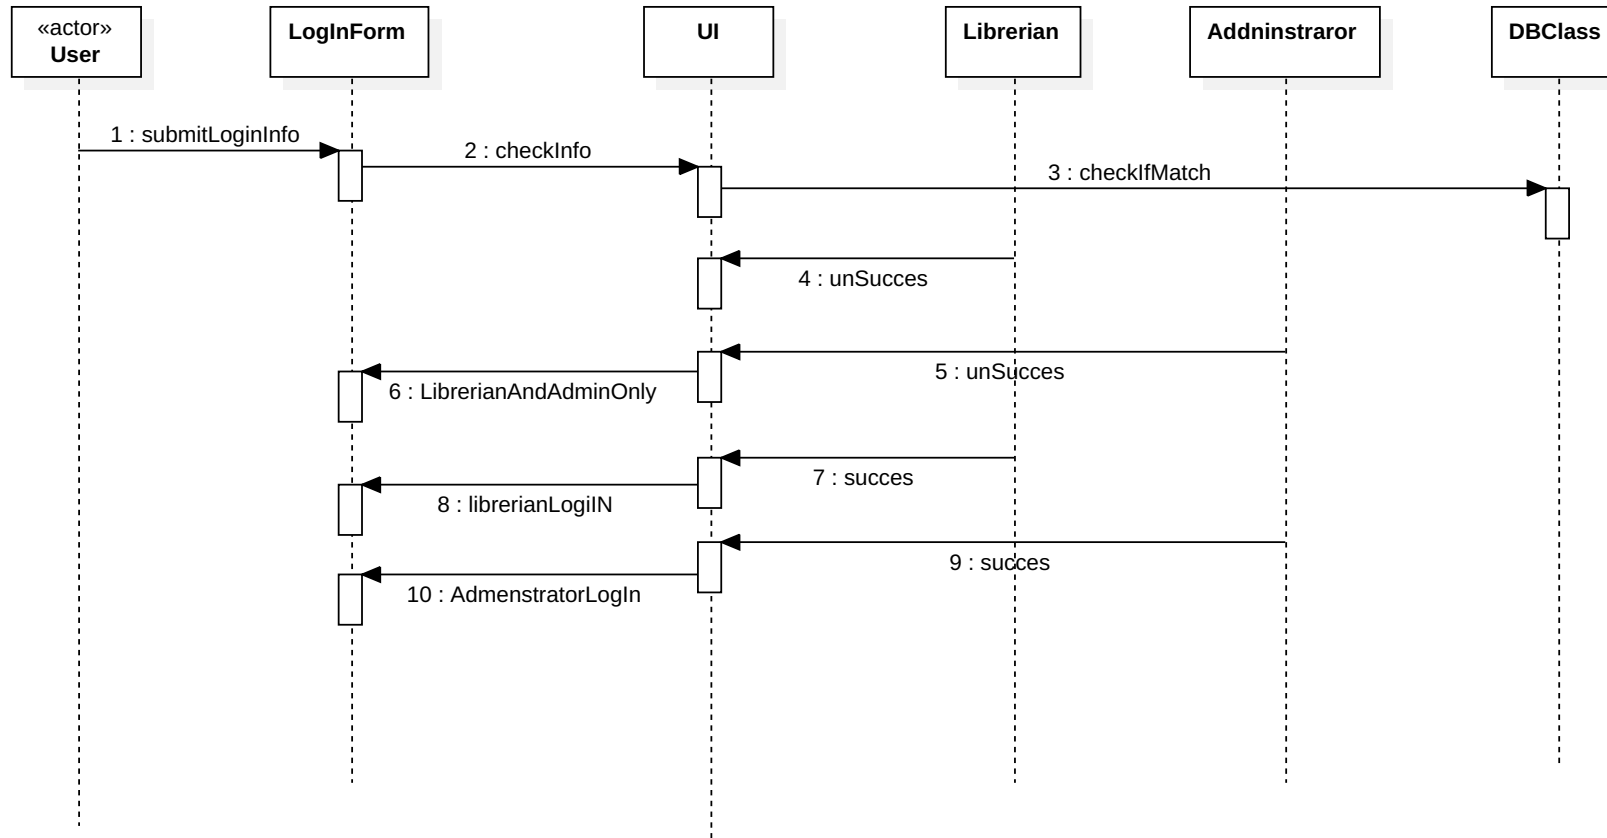 «actor»
User
LogInForm
UI
Librerian
Addninstraror
DBClass
1 : submitLoginInfo
2 : checkInfo
3 : checkIfMatch
4 : unSucces
5 : unSucces
6 : LibrerianAndAdminOnly
7 : succes
8 : librerianLogiIN
9 : succes
10 : AdmenstratorLogIn